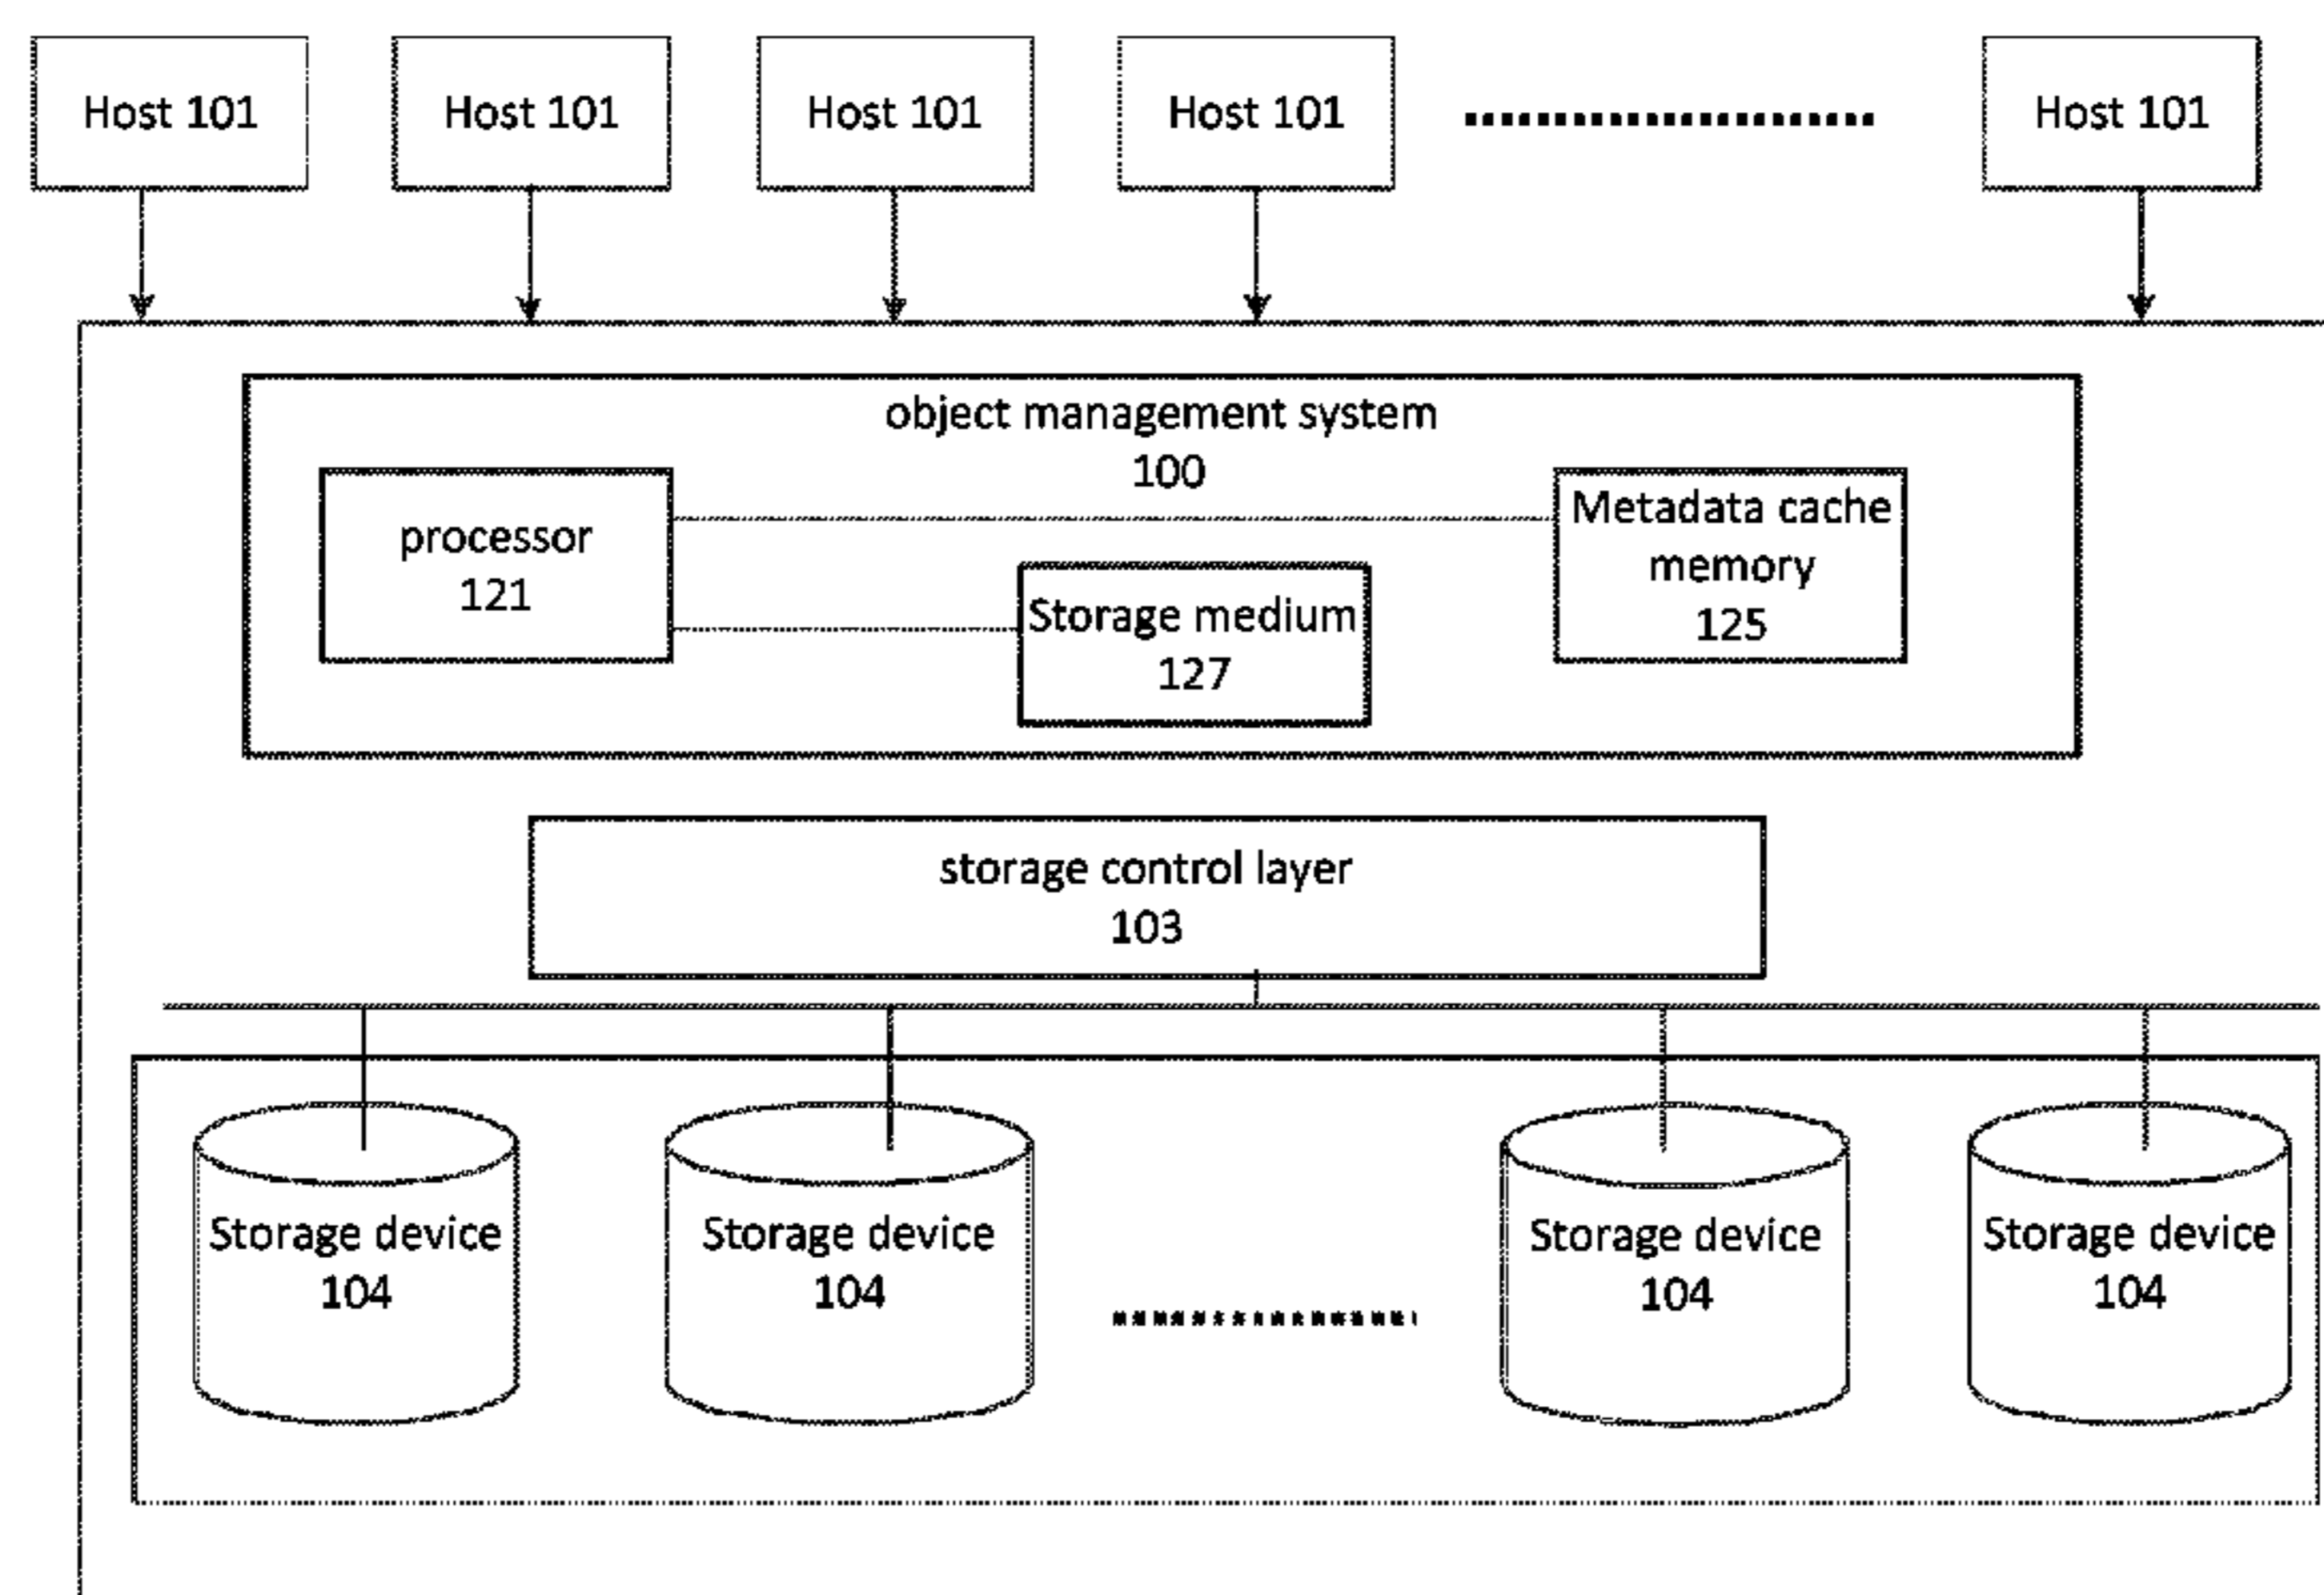 Host 101
Host 101
Host 101
Host 101
Host 101
object management system
100
processor
121
Metadata cache
memory
125
Storage medium
127
storage control layer
103
Storage device
104
Storage device
104
Storage device
104
Storage device
104